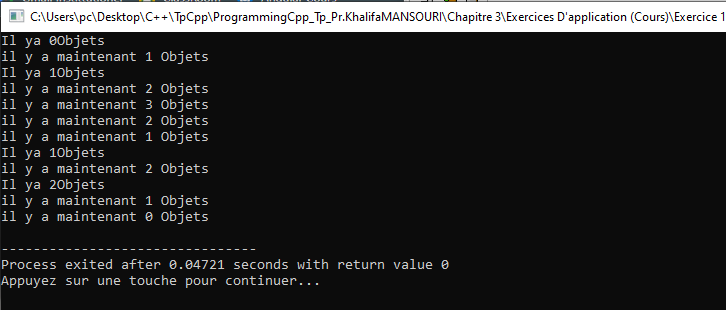 C:\Users\pc\Desktop\C++\TpCpp\ProgrammingCpp_Tp_Pr.KhalifaMANSOURI\Chapitre 3\Exercices D'application (Cours)\Exercice 1
Il ya 0Objets
il y a maintenant 1 Objets
Il ya 1Objets
il y a maintenant 2 Objets
il y a maintenant 3 Objets
il y a maintenant 2 Objets
il y a maintenant 1 Objets
Il ya 1Objets
il y a maintenant 2 Objets
Il ya 2Objets
il y a maintenant 1 Objets
il y a maintenant 0 Objets
--------------------------------
Process exited after 0.04721 seconds with return value 0
Appuyez sur une touche pour continuer...